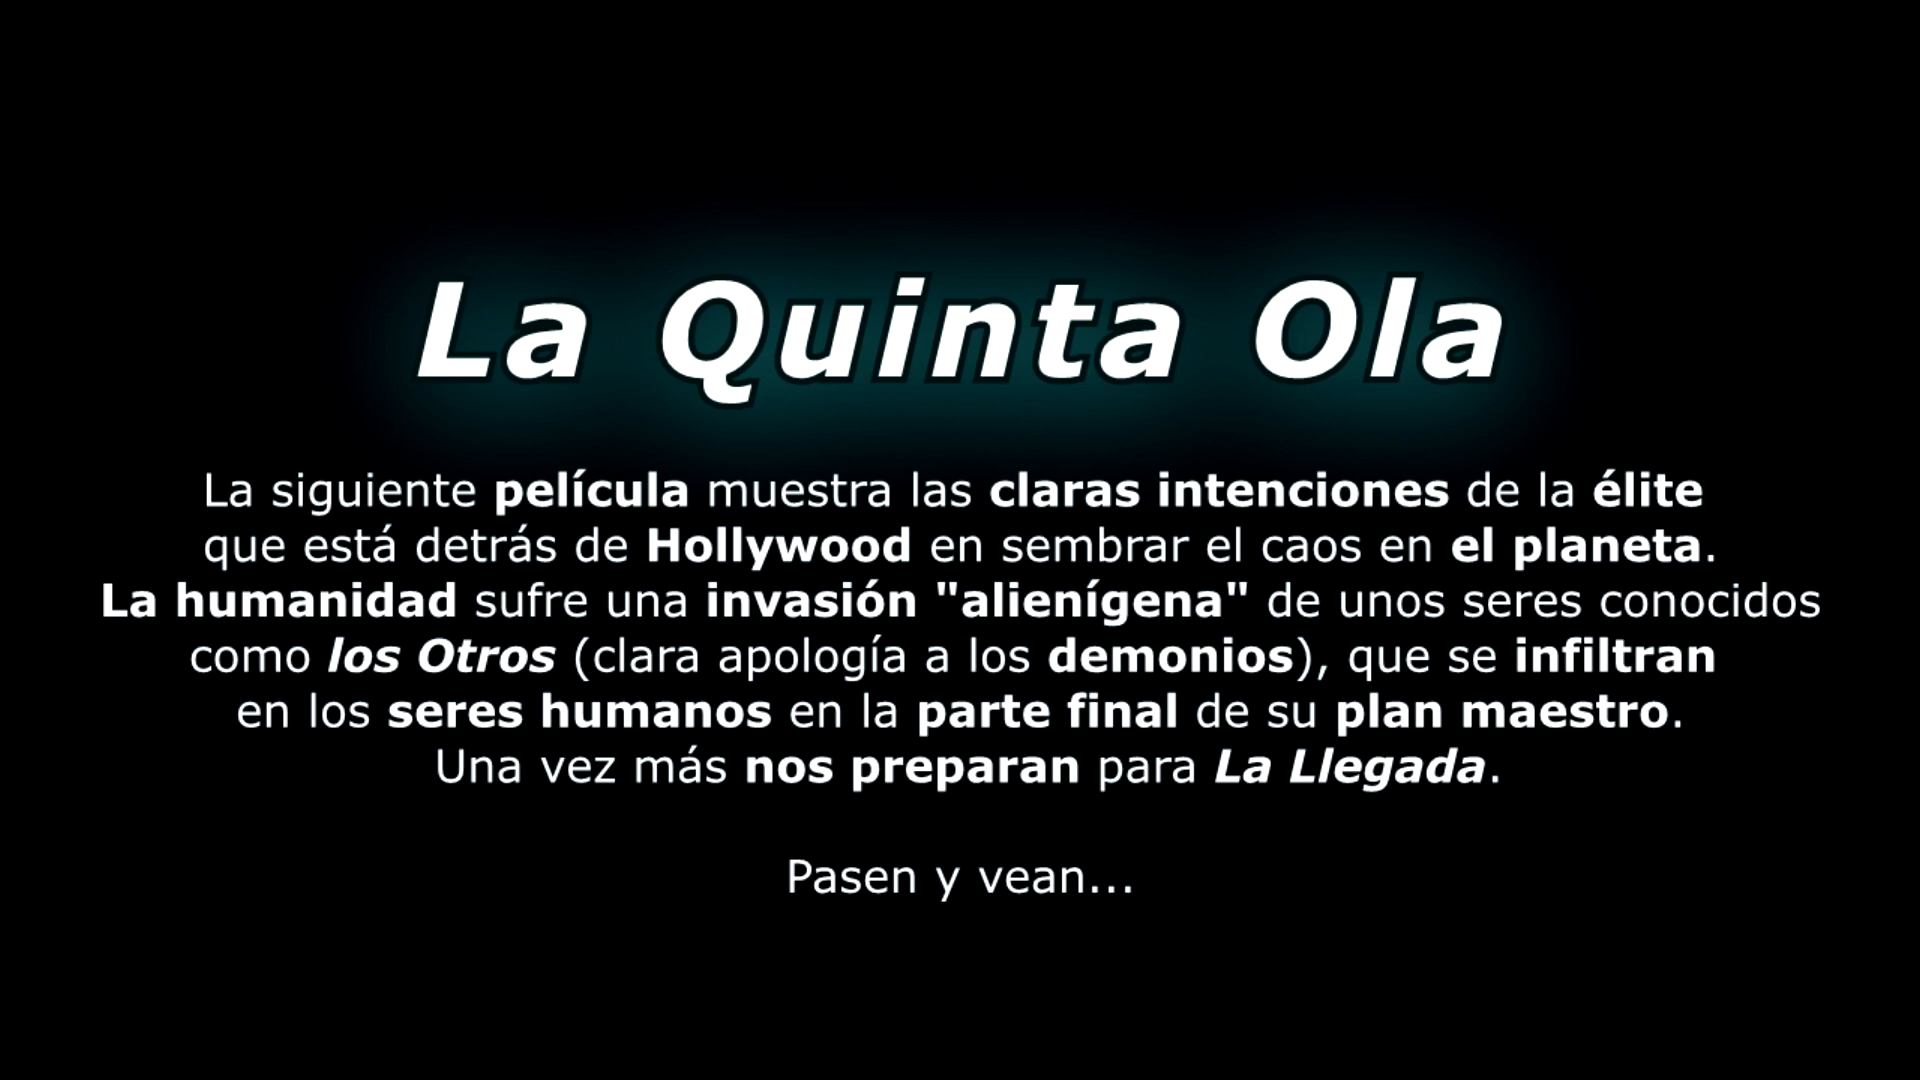 La Quinta Ola
La siguiente película muestra las claras intenciones de la élite
que está detrás de Hollywood en sembrar el caos en el planeta.
La humanidad sufre una invasión "alienígena" de unos seres conocidos
como los Otros (clara apología a los demonios), que se infiltran
en los seres humanos en la parte final de su plan maestro.
Una vez más nos preparan para La Llegada.
Pasen y vean...